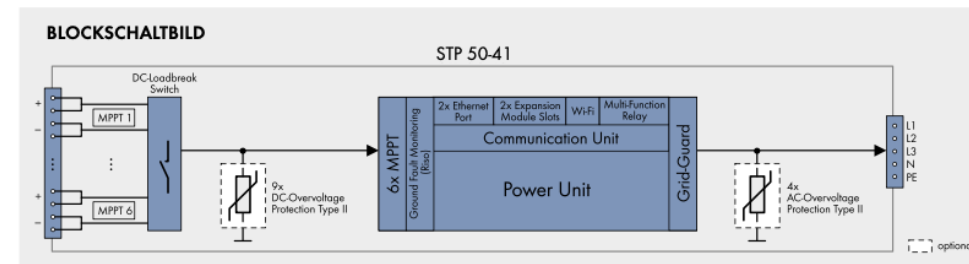 BLOCKSCHALTBILD
STP 50-41
DC-Loadbreak
Switch
+
MPPT 1
−
⋮
⋮
+
MPPT 6
−
9x
DC-Overvoltage
Protection Type II
6x MPPT
Ground Fault Monitoring
(Riso)
2x Ethernet
Port
2x Expansion
Module Slots
Wi-Fi
Multi-Function
Relay
Communication Unit
Power Unit
Grid-Guard
4x
AC-Overvoltage
Protection Type II
L1
L2
L3
N
PE